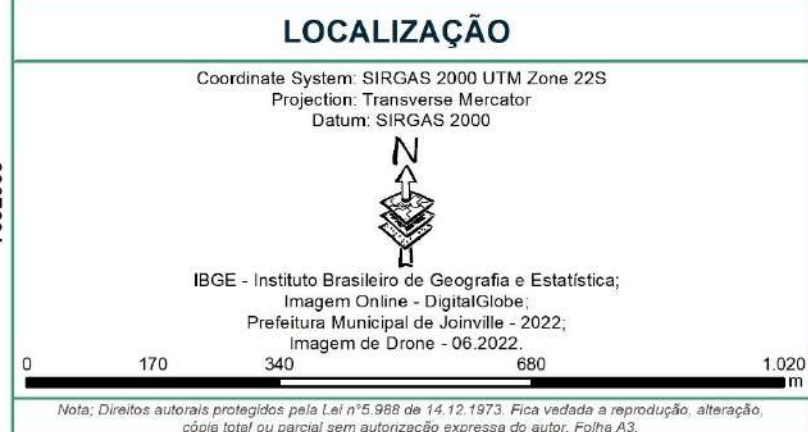 LOCALIZAÇÃO
Coordinate System: SIRGAS 2000 UTM Zone 22S
Projection: Transverse Mercator
Datum: SIRGAS 2000
N
IBGE - Instituto Brasileiro de Geografia e Estatística;
Imagem Online - DigitalGlobe;
Prefeitura Municipal de Joinville - 2022;
Imagem de Drone - 06.2022.
0 170 340 680 1.020
m
Nota; Direitos autorais protegidos pela Lei n°5.988 de 14.12.1973. Fica vedada a reprodução, alteração,
cópia total ou parcial sem autorização expressa do autor. Folha A3.